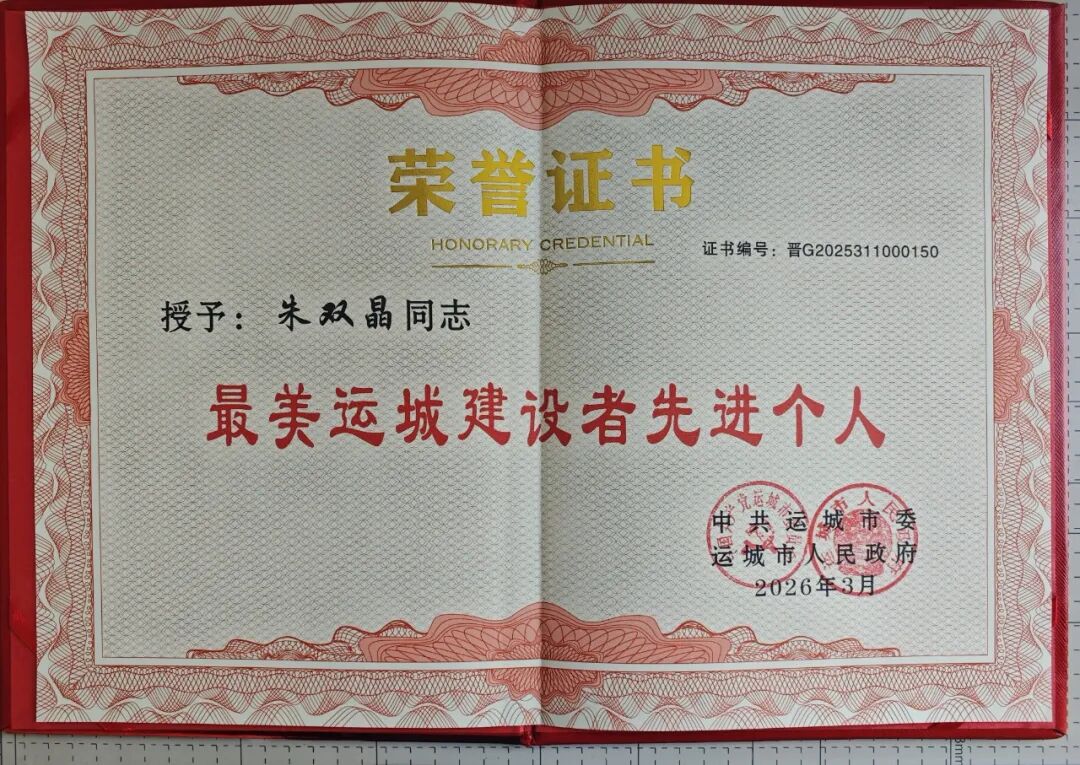 荣誉证书
HONORARY CREDENTIAL
证书编号：晋G2025311000150
授予：朱双晶同志
最美运城建设者先进个人
中共运城市委
运城市人民政府
2026年3月